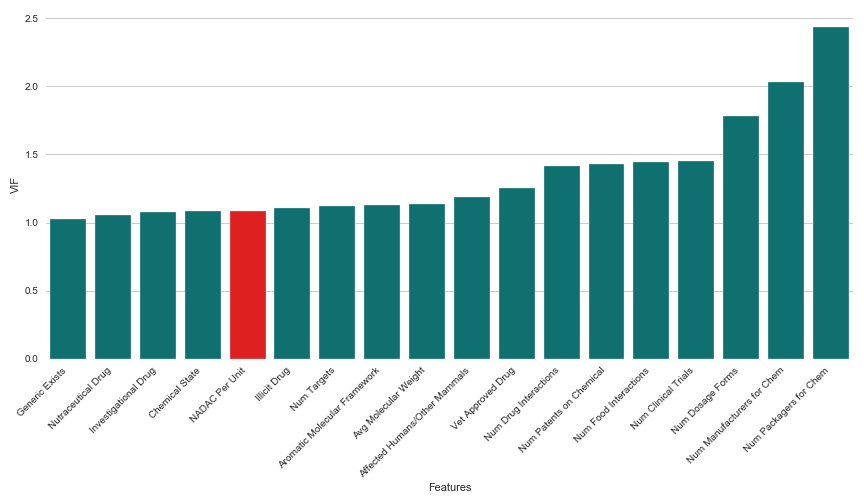 2.5
2.0
1.5
1.0
0.5
0.0
VIF
Generic Exists
Nutraceutical Drug
Investigational Drug
Chemical State
NADAC Per Unit
Illicit Drug
Num Targets
Aromatic Molecular Framework
Avg Molecular Weight
Affected Humans/Other Mammals
Vet Approved Drug
Num Drug Interactions
Num Patents on Chemical
Num Food Interactions
Num Clinical Trials
Num Dosage Forms
Num Manufacturers for Chem
Num Packagers for Chem
Features